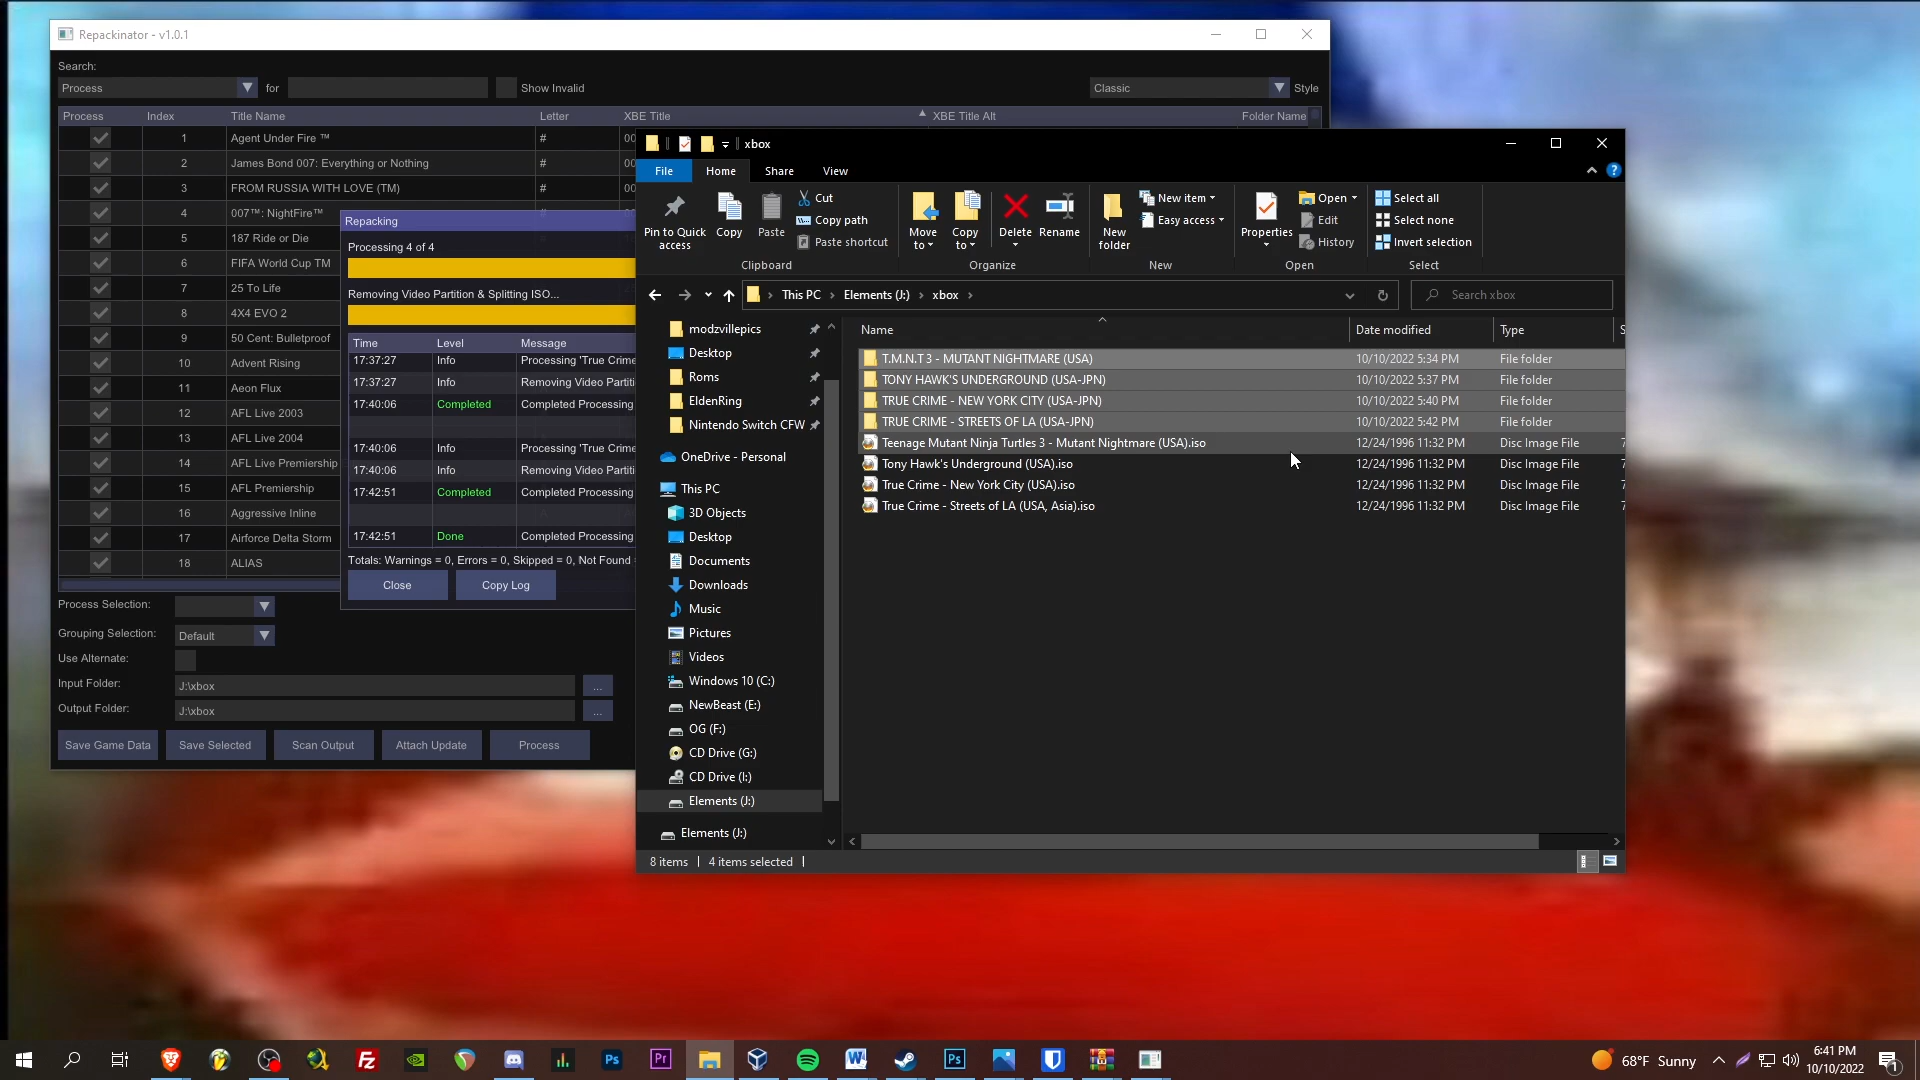 Repackinator - v1.0.1
Search:
Process for Show Invalid Classic Style
Process Index Title Name Letter XBE Title XBE Title Alt Folder Name
1 Agent Under Fire ™ #
2 James Bond 007: Everything or Nothing #
3 FROM RUSSIA WITH LOVE (TM) #
4 007™: NightFire™
5 187 Ride or Die
6 FIFA World Cup TM
7 25 To Life
8 4X4 EVO 2
9 50 Cent: Bulletproof
10 Advent Rising
11 Aeon Flux
12 AFL Live 2003
13 AFL Live 2004
14 AFL Live Premiership
15 AFL Premiership
16 Aggressive Inline
17 Airforce Delta Storm
18 ALIAS
Process Selection:
Grouping Selection: Default
Use Alternate:
Input Folder: J:\xbox ...
Output Folder: J:\xbox ...
Save Game Data Save Selected Scan Output Attach Update Process
Repacking
Processing 4 of 4
Removing Video Partition & Splitting ISO...
Time Level Message
17:37:27 Info Processing 'True Crime
17:37:27 Info Removing Video Partiti
17:40:06 Completed Completed Processing
17:40:06 Info Processing 'True Crime
17:40:06 Info Removing Video Partiti
17:42:51 Completed Completed Processing
17:42:51 Done Completed Processing
Totals: Warnings = 0, Errors = 0, Skipped = 0, Not Found =
Close Copy Log
xbox
File Home Share View
Pin to Quick access
Copy
Paste
Cut
Copy path
Paste shortcut
Clipboard
Move to
Copy to
Delete
Rename
Organize
New folder
New item
Easy access
New
Properties
Open
Edit
History
Open
Select all
Select none
Invert selection
Select
This PC Elements (J:) xbox
Search xbox
modzvillepics
Desktop
Roms
EldenRing
Nintendo Switch CFW
OneDrive - Personal
This PC
3D Objects
Desktop
Documents
Downloads
Music
Pictures
Videos
Windows 10 (C:)
NewBeast (E:)
OG (F:)
CD Drive (G:)
CD Drive (I:)
Elements (J:)
Elements (J:)
Name Date modified Type S
T.M.N.T 3 - MUTANT NIGHTMARE (USA) 10/10/2022 5:34 PM File folder
TONY HAWK'S UNDERGROUND (USA-JPN) 10/10/2022 5:37 PM File folder
TRUE CRIME - NEW YORK CITY (USA-JPN) 10/10/2022 5:40 PM File folder
TRUE CRIME - STREETS OF LA (USA-JPN) 10/10/2022 5:42 PM File folder
Teenage Mutant Ninja Turtles 3 - Mutant Nightmare (USA).iso 12/24/1996 11:32 PM Disc Image File 7
Tony Hawk's Underground (USA).iso 12/24/1996 11:32 PM Disc Image File 7
True Crime - New York City (USA).iso 12/24/1996 11:32 PM Disc Image File 7
True Crime - Streets of LA (USA, Asia).iso 12/24/1996 11:32 PM Disc Image File 7
8 items 4 items selected
68°F Sunny
6:41 PM
10/10/2022